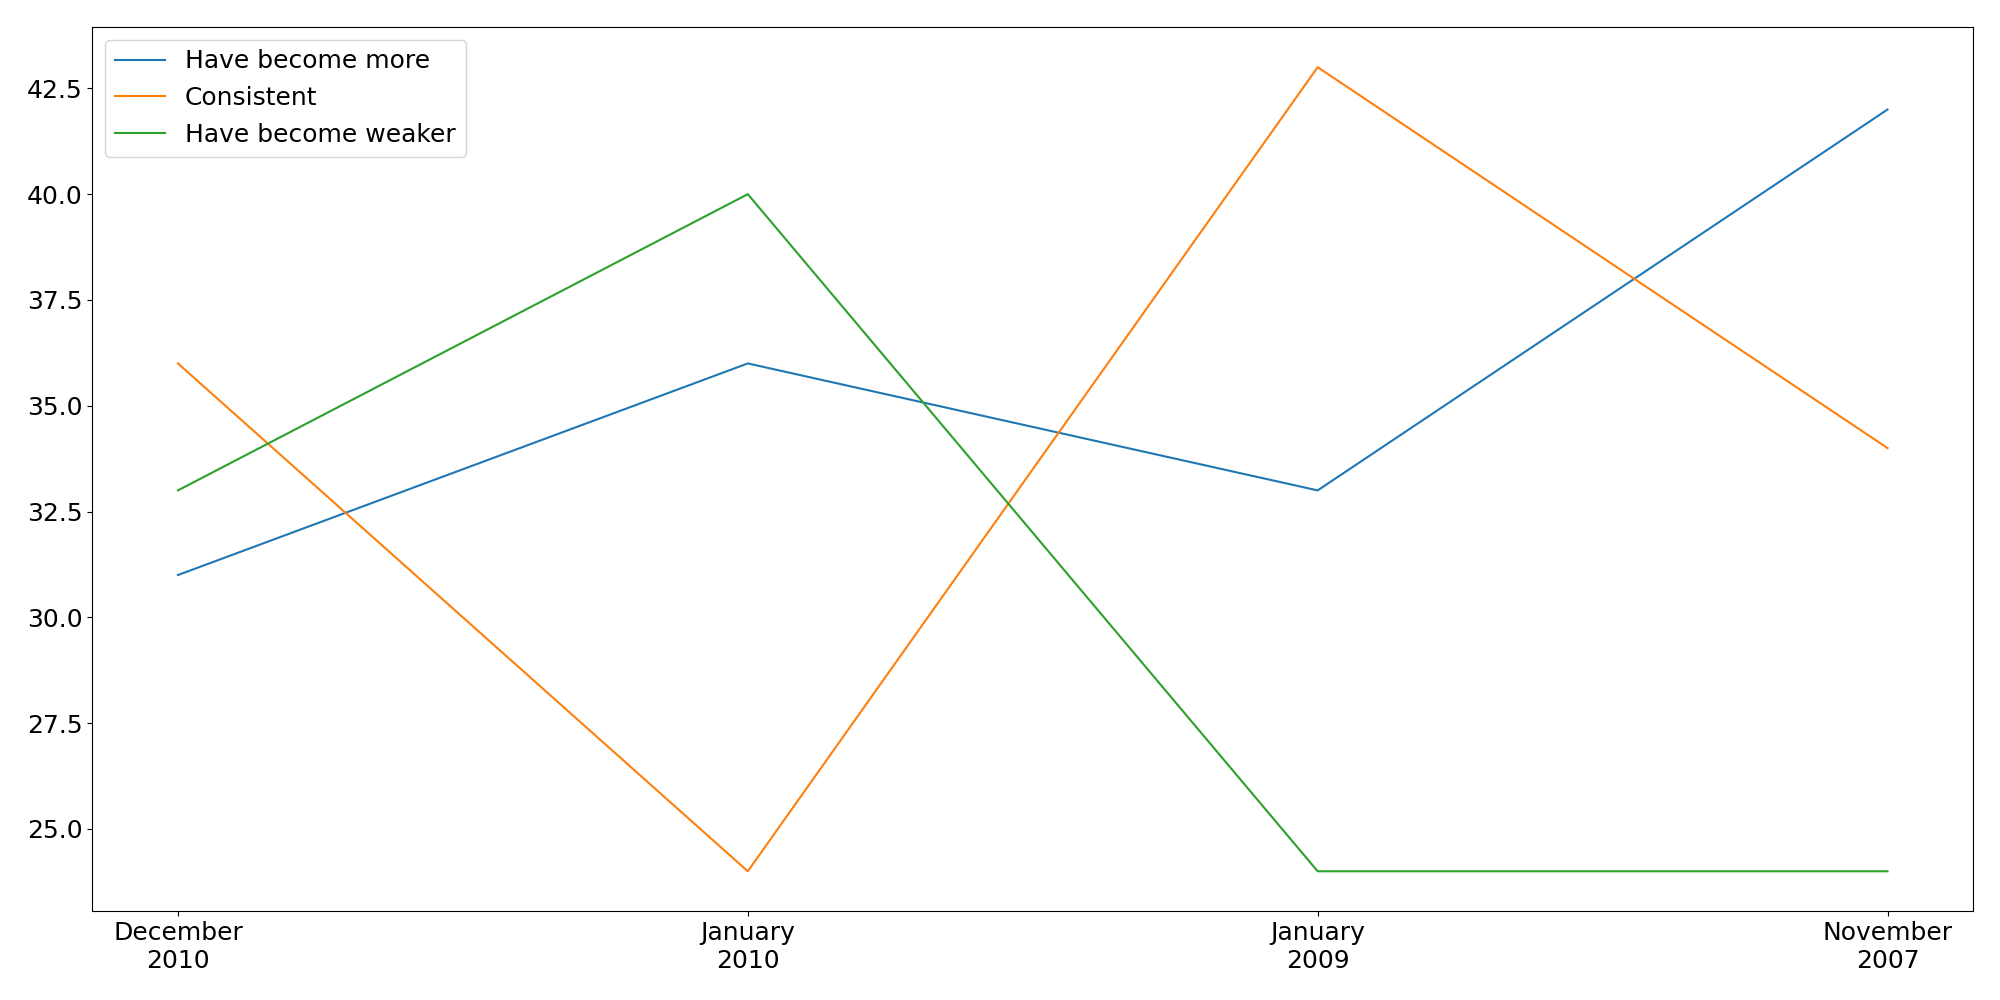 Have become more
Consistent
Have become weaker
42.5
40.0
37.5
35.0
32.5
30.0
27.5
25.0
December
2010
January
2010
January
2009
November
2007